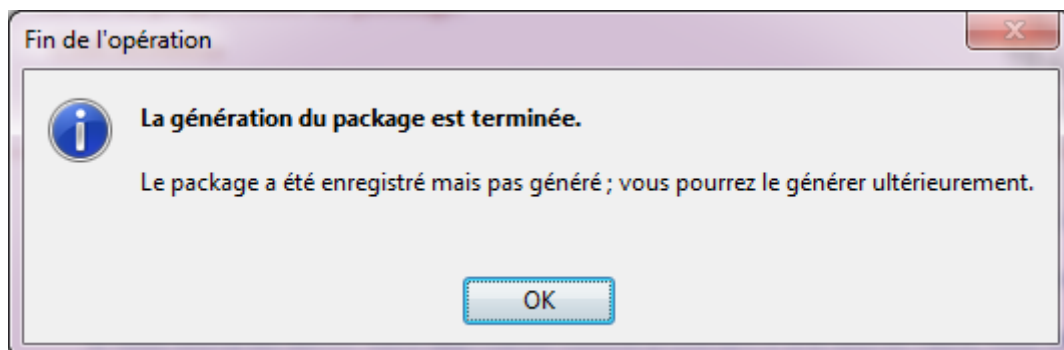 Fin de l'opération
La génération du package est terminée.
Le package a été enregistré mais pas généré ; vous pourrez le générer ultérieurement.
OK